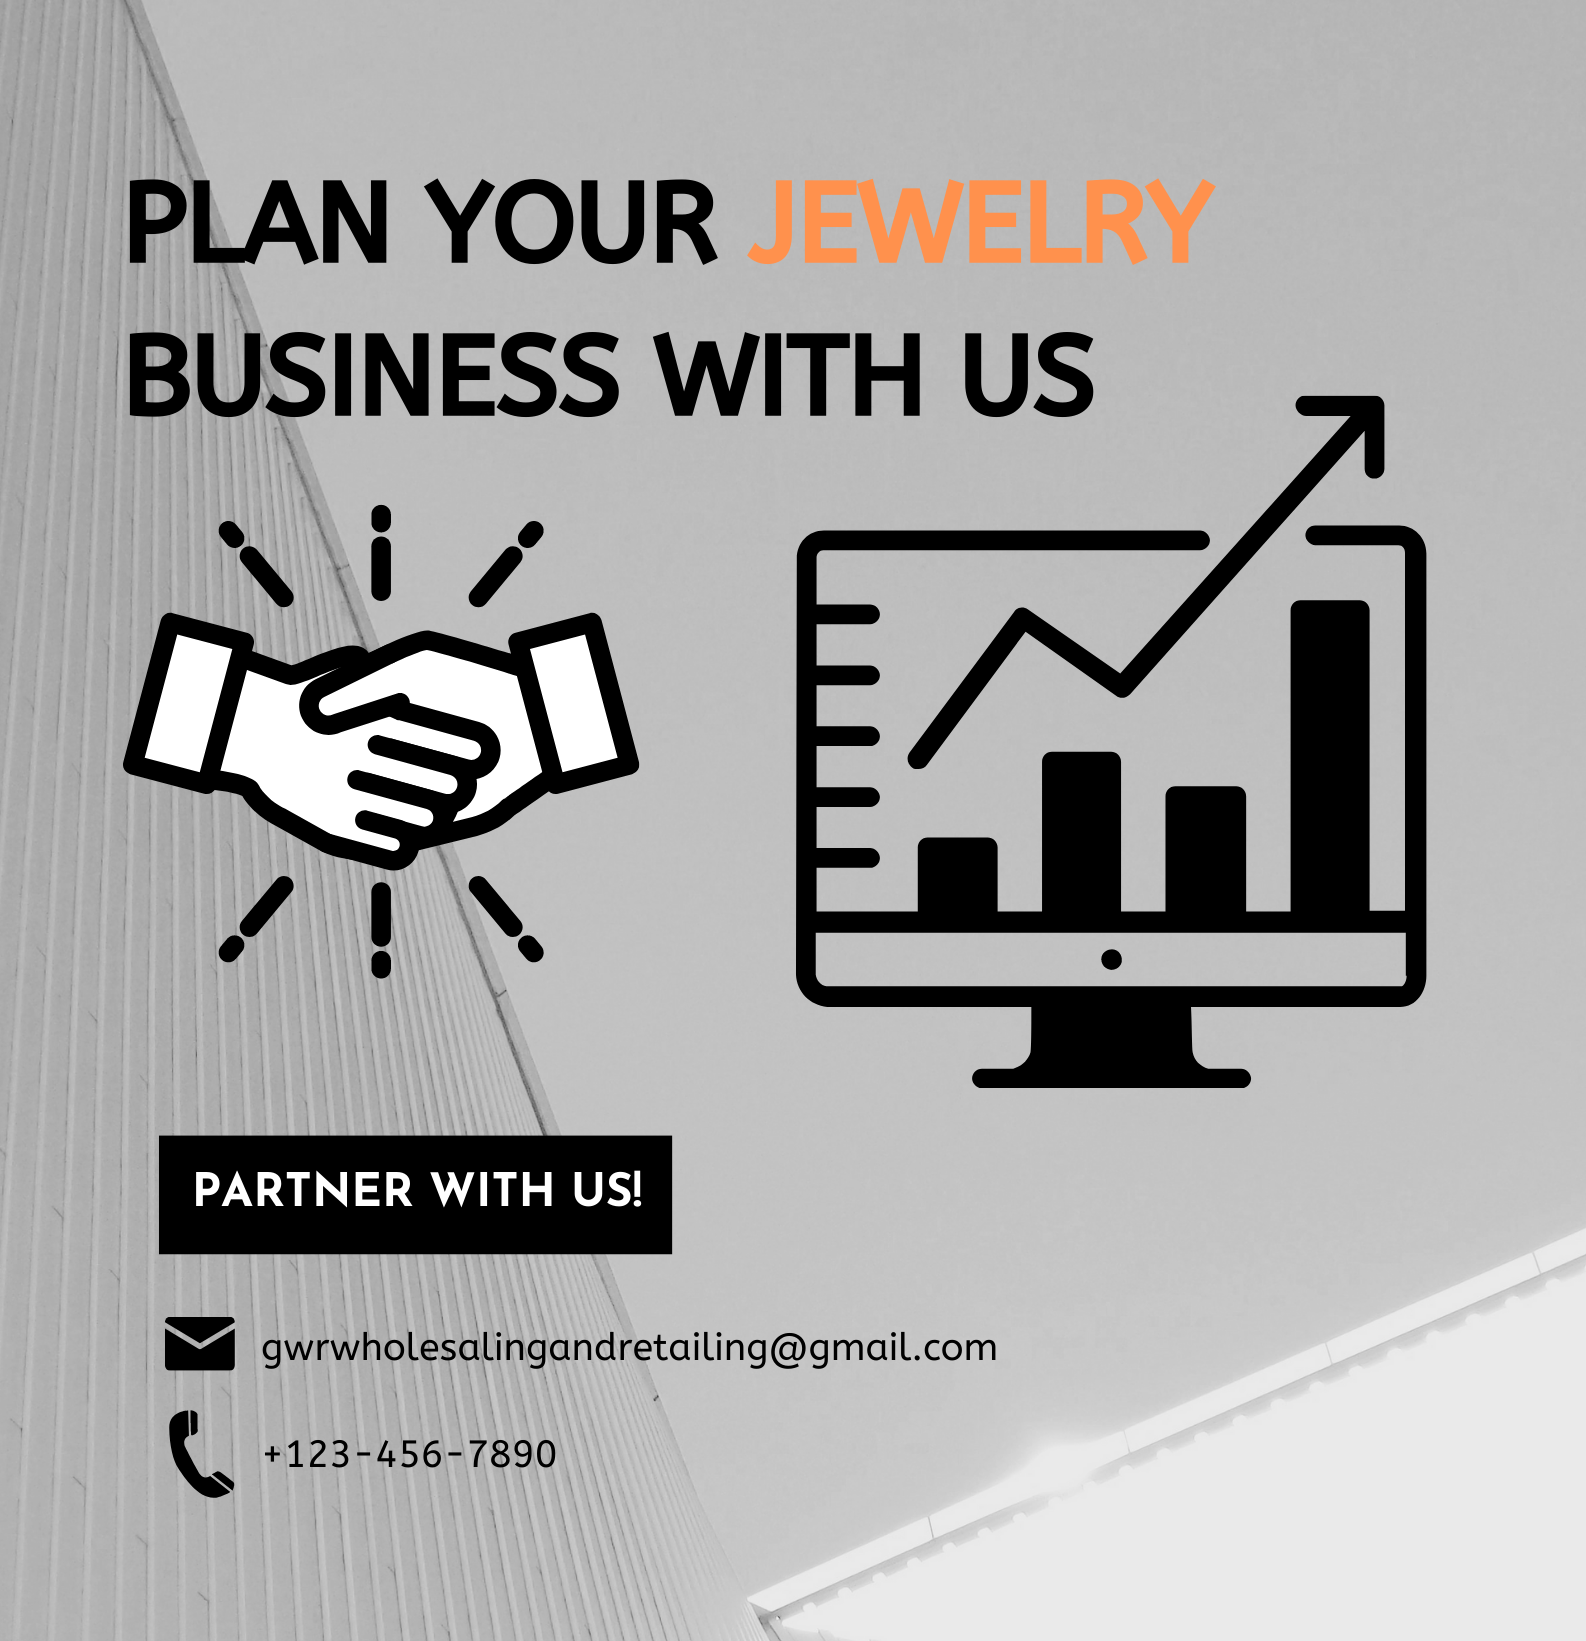 PLAN YOUR JEWELRY
BUSINESS WITH US
PARTNER WITH US!
gwrwholesalingandretailing@gmail.com
+123-456-7890